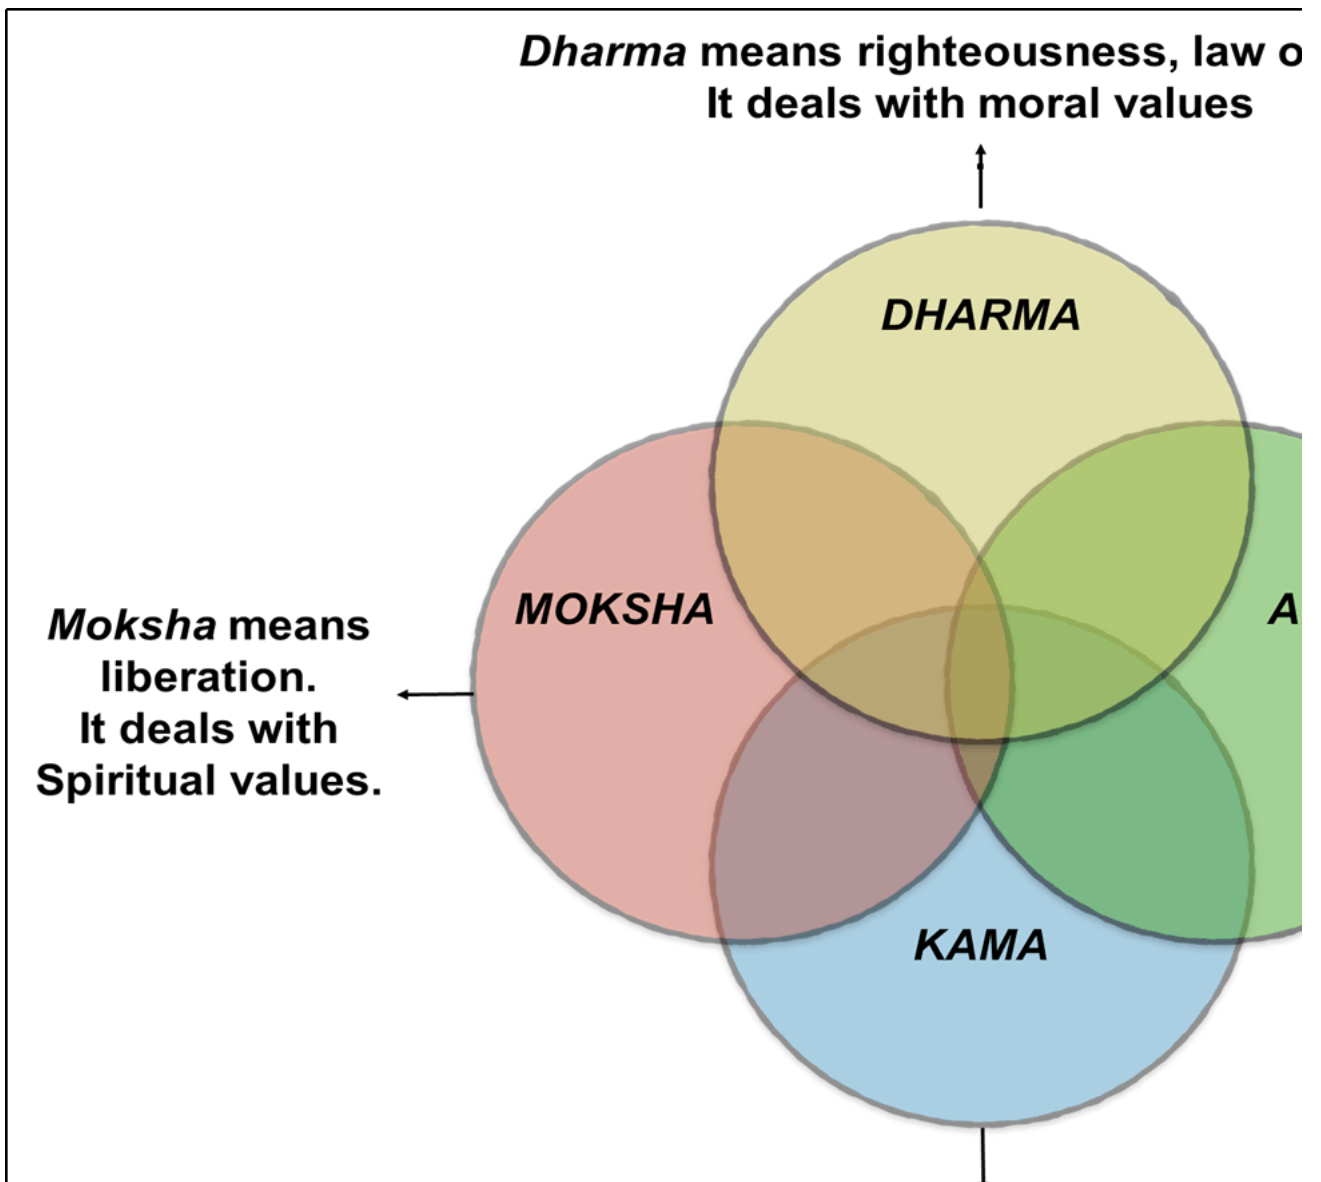 Dharma means righteousness, law o
It deals with moral values
DHARMA
MOKSHA
A
Moksha means
liberation.
It deals with
Spiritual values.
KAMA